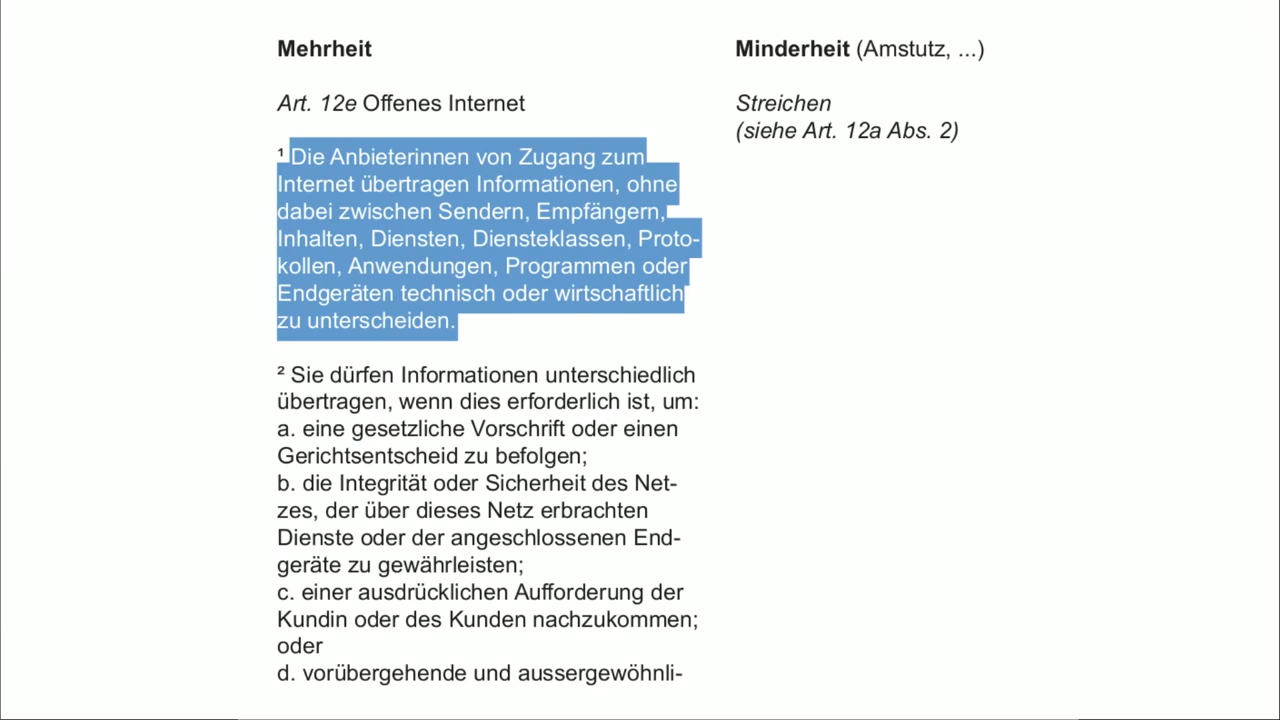 Mehrheit
Minderheit (Amstutz, ...)
Art. 12e Offenes Internet
Streichen
(siehe Art. 12a Abs. 2)
¹ Die Anbieterinnen von Zugang zum
Internet übertragen Informationen, ohne
dabei zwischen Sendern, Empfängern,
Inhalten, Diensten, Diensteklassen, Proto-
kollen, Anwendungen, Programmen oder
Endgeräten technisch oder wirtschaftlich
zu unterscheiden.
² Sie dürfen Informationen unterschiedlich
übertragen, wenn dies erforderlich ist, um:
a. eine gesetzliche Vorschrift oder einen
Gerichtsentscheid zu befolgen;
b. die Integrität oder Sicherheit des Net-
zes, der über dieses Netz erbrachten
Dienste oder der angeschlossenen End-
geräte zu gewährleisten;
c. einer ausdrücklichen Aufforderung der
Kundin oder des Kunden nachzukommen;
oder
d. vorübergehende und aussergewöhnli-